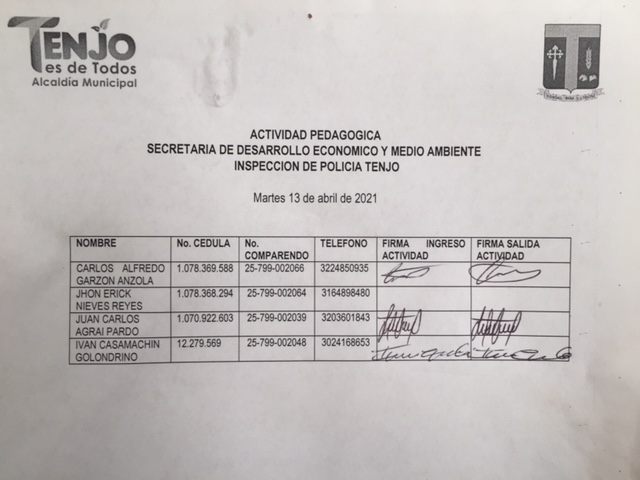 TENJO
es de Todos
Alcaldía Municipal
ACTIVIDAD PEDAGOGICA
SECRETARIA DE DESARROLLO ECONOMICO Y MEDIO AMBIENTE
INSPECCION DE POLICIA TENJO
Martes 13 de abril de 2021
NOMBRE No. CEDULA No. COMPARENDO TELEFONO FIRMA INGRESO ACTIVIDAD FIRMA SALIDA ACTIVIDAD
CARLOS ALFREDO GARZON ANZOLA 1.078.369.588 25-799-002066 3224850935
JHON ERICK NIEVES REYES 1.078.368.294 25-799-002064 3164898480
JUAN CARLOS AGRAI PARDO 1.070.922.603 25-799-002039 3203601843
IVAN CASAMACHIN GOLONDRINO 12.279.569 25-799-002048 3024168653